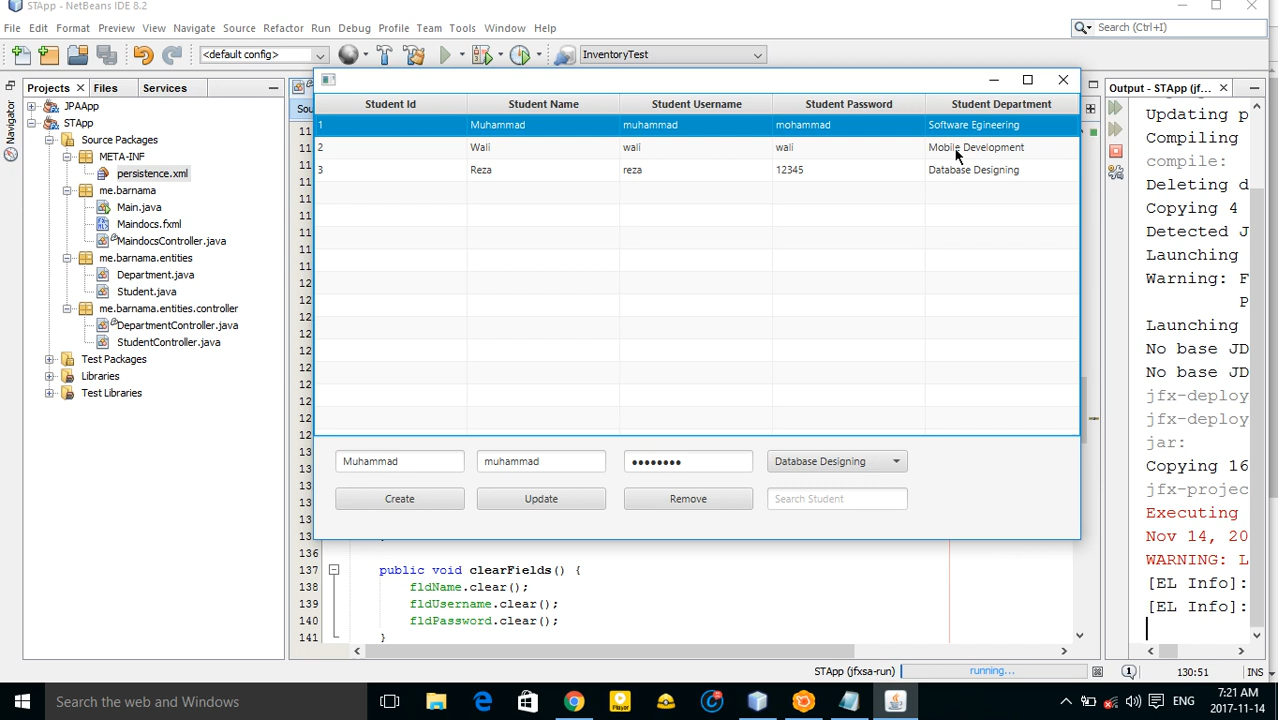 STApp - NetBeans IDE 8.2
File Edit Format Preview View Navigate Source Refactor Run Debug Profile Team Tools Window Help
Search (Ctrl+I)
<default config>
InventoryTest
Projects
Files
Services
Navigator
JPAApp
STApp
Source Packages
META-INF
persistence.xml
me.barnama
Main.java
Maindocs.fxml
MaindocsController.java
me.barnama.entities
Department.java
Student.java
me.barnama.entities.controller
DepartmentController.java
StudentController.java
Test Packages
Libraries
Test Libraries
Student Id Student Name Student Username Student Password Student Department
1 Muhammad muhammad mohammad Software Egineering
2 Wali wali wali Mobile Development
3 Reza reza 12345 Database Designing
Muhammad muhammad •••••••• Database Designing
Create Update Remove Search Student
136
137 public void clearFields() {
138 fldName.clear();
139 fldUsername.clear();
140 fldPassword.clear();
141 }
Output - STApp (jf...
Updating p
Compiling
compile:
Deleting d
Copying 4
Detected J
Launching
Warning: F
P
Launching
No base JD
No base JD
jfx-deploy
jfx-deploy
jar:
Copying 16
jfx-projec
Executing
Nov 14, 20
WARNING: L
[EL Info]:
[EL Info]:
STApp (jfxsa-run) running... 1 130:51 INS
Search the web and Windows
ENG
7:21 AM
2017-11-14